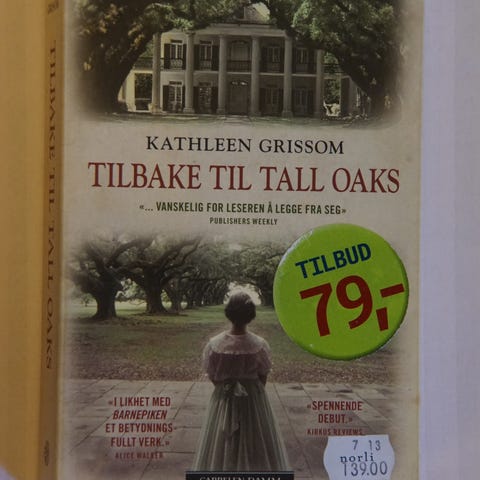 TILBAKE TIL TALL OAKS
KATHLEEN GRISSOM
TILBAKE TIL TALL OAKS
«... VANSKELIG FOR LESEREN Å LEGGE FRA SEG»
PUBLISHERS WEEKLY
TILBUD
79,-
«I LIKHET MED
BARNEPIKEN
ET BETYDNINGS-
FULLT VERK.»
ALICE WALKER
«SPENNENDE
DEBUT.»
KIRKUS REVIEWS
7 13
norli
139.00
CAPPELEN DAMM